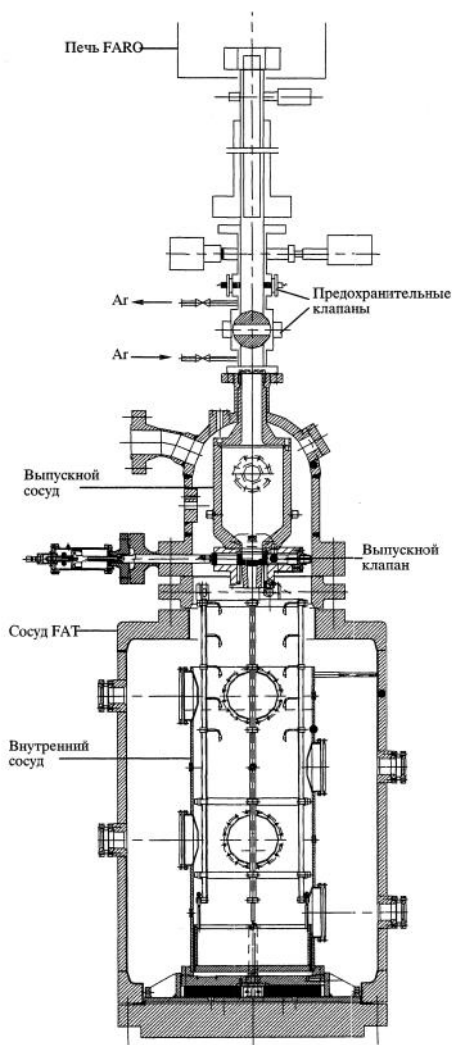 Печь FARO
Предохранительные
клапаны
Ar
Ar
Выпускной
сосуд
Выпускной
клапан
Сосуд FAT
Внутренний
сосуд